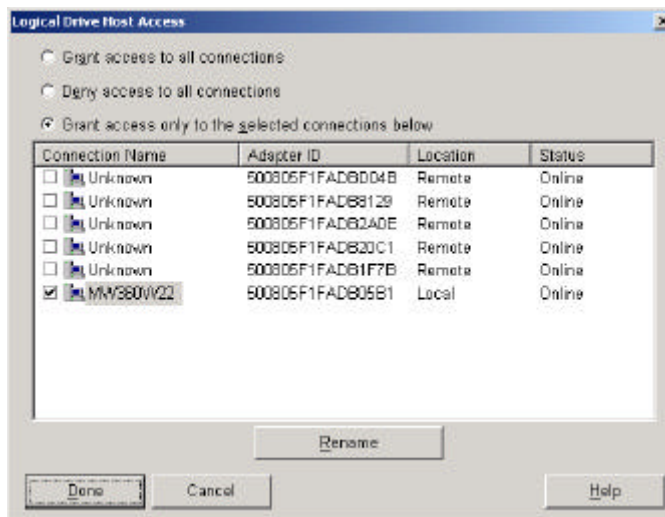 Logical Drive Host Access
Grant access to all connections
Deny access to all connections
Grant access only to the selected connections below
Connection Name Adapter ID Location Status
Unknown 500805F1FADBD04B Remote Online
Unknown 500805F1FADB8129 Remote Online
Unknown 500805F1FADB2A0E Remote Online
Unknown 500805F1FADB20C1 Remote Online
Unknown 500805F1FADB1F7B Remote Online
500805F1FADB05B1 Local Online
Rename
Done Cancel Help